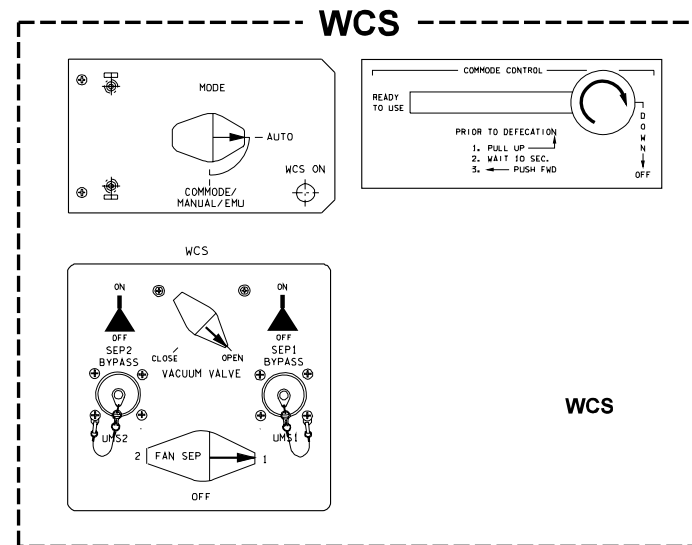 WCS
MODE
AUTO
WCS ON
COMMODE/
MANUAL/EMU
COMMODE CONTROL
READY
TO USE
PRIOR TO DEFECATION
1. PULL UP
2. WAIT 10 SEC.
3. PUSH FWD
DOWN
OFF
WCS
ON
OFF
SEP2
BYPASS
CLOSE
OPEN
VACUUM VALVE
ON
OFF
SEP1
BYPASS
UMS2
UMS1
2 FAN SEP 1
OFF
WCS